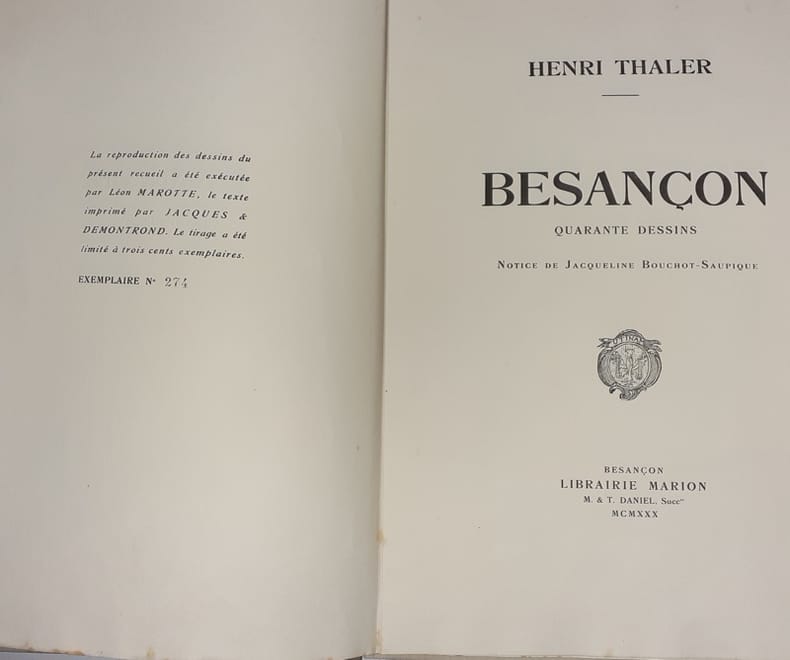 La reproduction des dessins du
présent recueil a été exécutée
par Léon MAROTTE, le texte
imprimé par JACQUES &
DEMONTROND. Le tirage a été
limité à trois cents exemplaires.
EXEMPLAIRE N° 274
HENRI THALER
BESANÇON
QUARANTE DESSINS
NOTICE DE JACQUELINE BOUCHOT-SAUPIQUE
UTINAM
BESANÇON
LIBRAIRIE MARION
M. & T. DANIEL, Succrs
MCMXXX